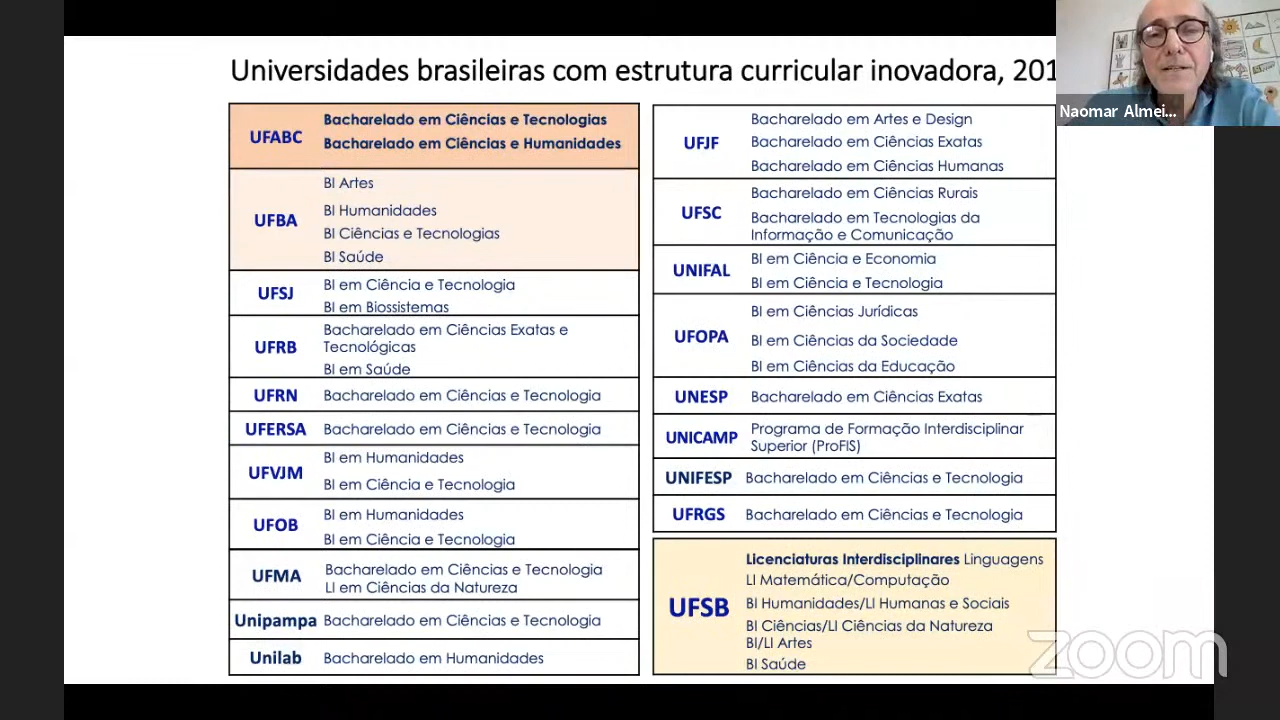 Universidades brasileiras com estrutura curricular inovadora, 201
UFABC
Bacharelado em Ciências e Tecnologias
Bacharelado em Ciências e Humanidades
UFBA
BI Artes
BI Humanidades
BI Ciências e Tecnologias
BI Saúde
UFSJ
BI em Ciência e Tecnologia
BI em Biossistemas
UFRB
Bacharelado em Ciências Exatas e
Tecnológicas
BI em Saúde
UFRN
Bacharelado em Ciências e Tecnologia
UFERSA
Bacharelado em Ciências e Tecnologia
UFVJM
BI em Humanidades
BI em Ciência e Tecnologia
UFOB
BI em Humanidades
BI em Ciência e Tecnologia
UFMA
Bacharelado em Ciências e Tecnologia
LI em Ciências da Natureza
Unipampa
Bacharelado em Ciências e Tecnologia
Unilab
Bacharelado em Humanidades
UFJF
Bacharelado em Artes e Design
Bacharelado em Ciências Exatas
Bacharelado em Ciências Humanas
UFSC
Bacharelado em Ciências Rurais
Bacharelado em Tecnologias da
Informação e Comunicação
UNIFAL
BI em Ciência e Economia
BI em Ciência e Tecnologia
UFOPA
BI em Ciências Jurídicas
BI em Ciências da Sociedade
BI em Ciências da Educação
UNESP
Bacharelado em Ciências Exatas
UNICAMP
Programa de Formação Interdisciplinar
Superior (ProFIS)
UNIFESP
Bacharelado em Ciências e Tecnologia
UFRGS
Bacharelado em Ciências e Tecnologia
UFSB
Licenciaturas Interdisciplinares Linguagens
LI Matemática/Computação
BI Humanidades/LI Humanas e Sociais
BI Ciências/LI Ciências da Natureza
BI/LI Artes
BI Saúde
Naomar Almei...
zoom